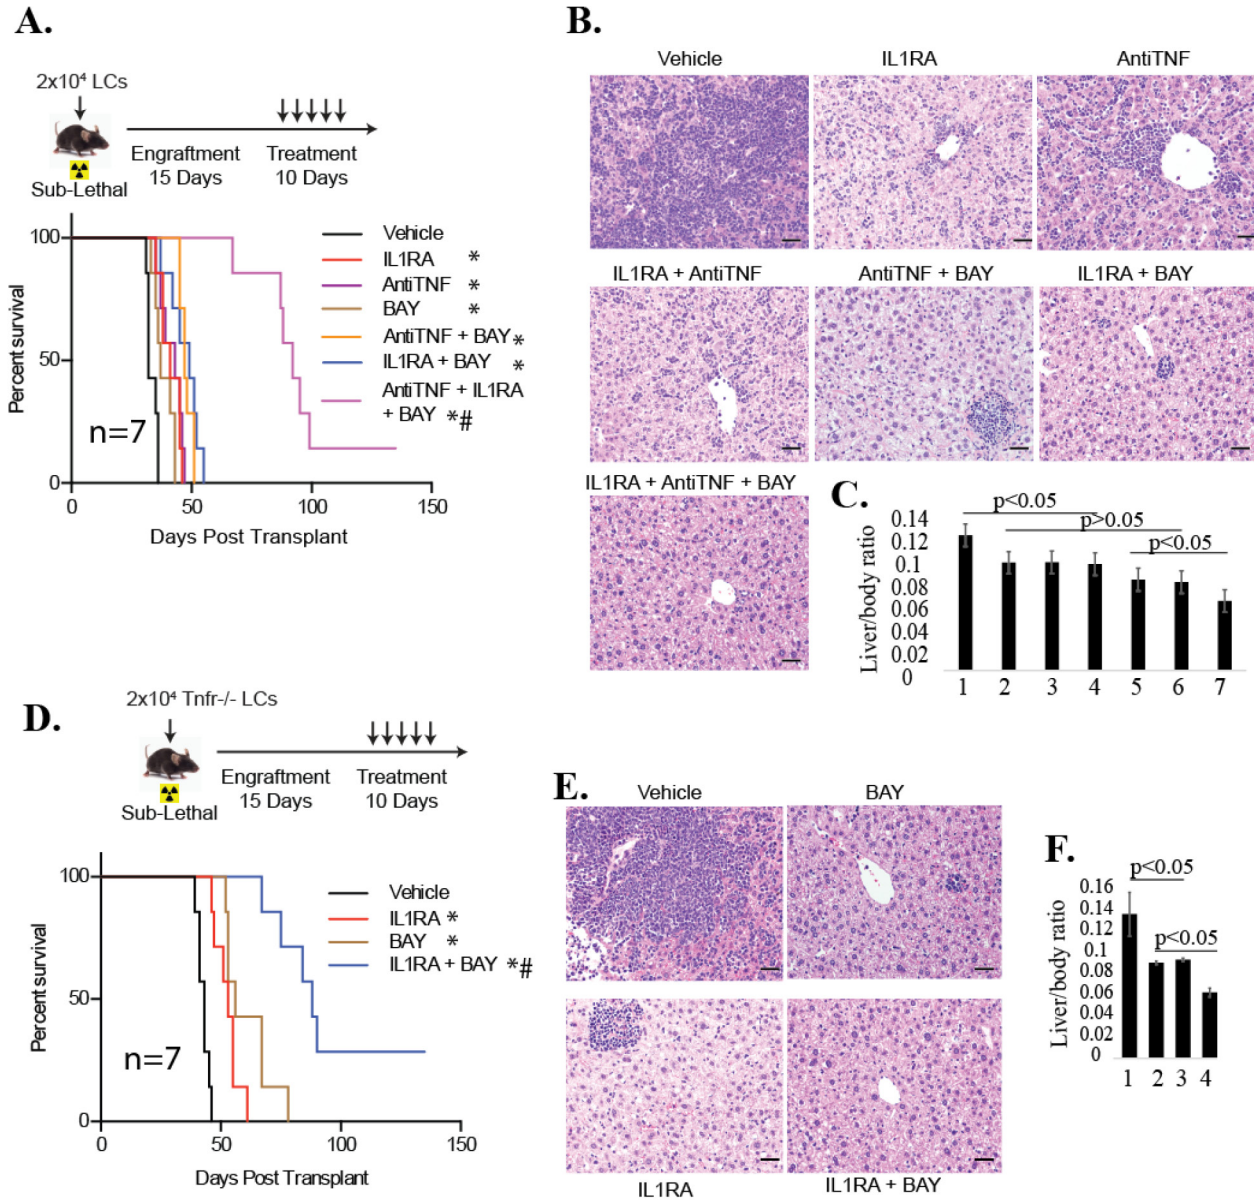 A.
2x10⁴ LCs
Engraftment
15 Days
Treatment
10 Days
Sub-Lethal
Percent survival
100
50
0
n=7
Vehicle
IL1RA *
AntiTNF *
BAY *
AntiTNF + BAY *
IL1RA + BAY *
AntiTNF + IL1RA
+ BAY *#
0 50 100 150
Days Post Transplant
B.
Vehicle
IL1RA
AntiTNF
IL1RA + AntiTNF
AntiTNF + BAY
IL1RA + BAY
IL1RA + AntiTNF + BAY
C.
Liver/body ratio
0.14
0.12
0.1
0.08
0.06
0.04
0.02
0
p<0.05
p>0.05
p<0.05
1 2 3 4 5 6 7
D.
2x10⁴ Tnfr-/- LCs
Engraftment
15 Days
Treatment
10 Days
Sub-Lethal
Percent survival
100
50
0
n=7
Vehicle
IL1RA *
BAY *
IL1RA + BAY *#
0 50 100 150
Days Post Transplant
E.
Vehicle
BAY
IL1RA
IL1RA + BAY
F.
Liver/body ratio
0.16
0.14
0.12
0.1
0.08
0.06
0.04
0.02
0
p<0.05
p<0.05
1 2 3 4